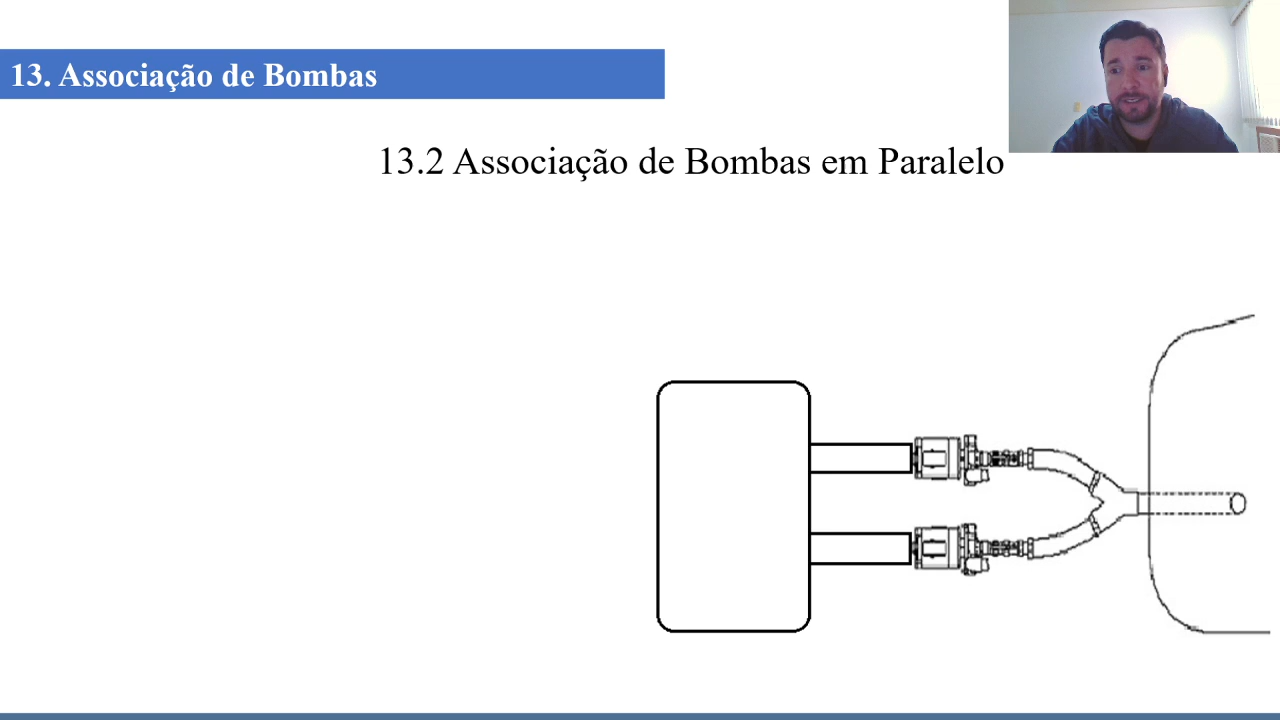 13. Associação de Bombas
13.2 Associação de Bombas em Paralelo